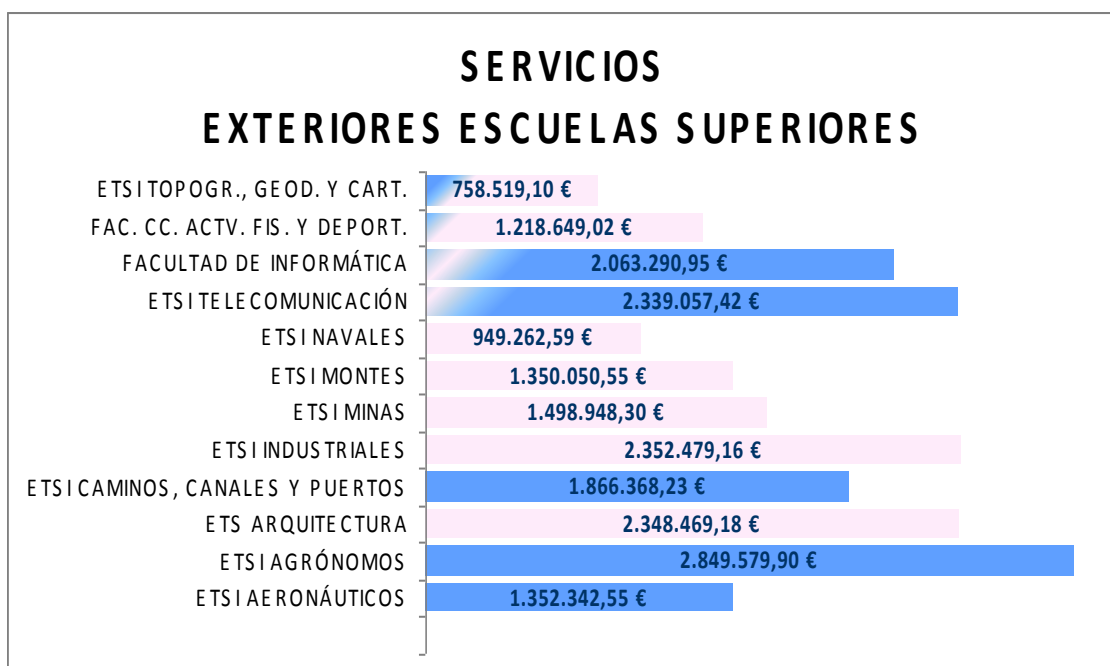 SERVICIOS
EXTERIORES ESCUELAS SUPERIORES
ETSI TOPOGR., GEOD. Y CART. 758.519,10 €
FAC. CC. ACTV. FIS. Y DEPORT. 1.218.649,02 €
FACULTAD DE INFORMÁTICA 2.063.290,95 €
ETSI TELECOMUNICACIÓN 2.339.057,42 €
ETSI NAVALES 949.262,59 €
ETSI MONTES 1.350.050,55 €
ETSI MINAS 1.498.948,30 €
ETSI INDUSTRIALES 2.352.479,16 €
ETSI CAMINOS, CANALES Y PUERTOS 1.866.368,23 €
ETS ARQUITECTURA 2.348.469,18 €
ETSI AGRÓNOMOS 2.849.579,90 €
ETSI AERONÁUTICOS 1.352.342,55 €